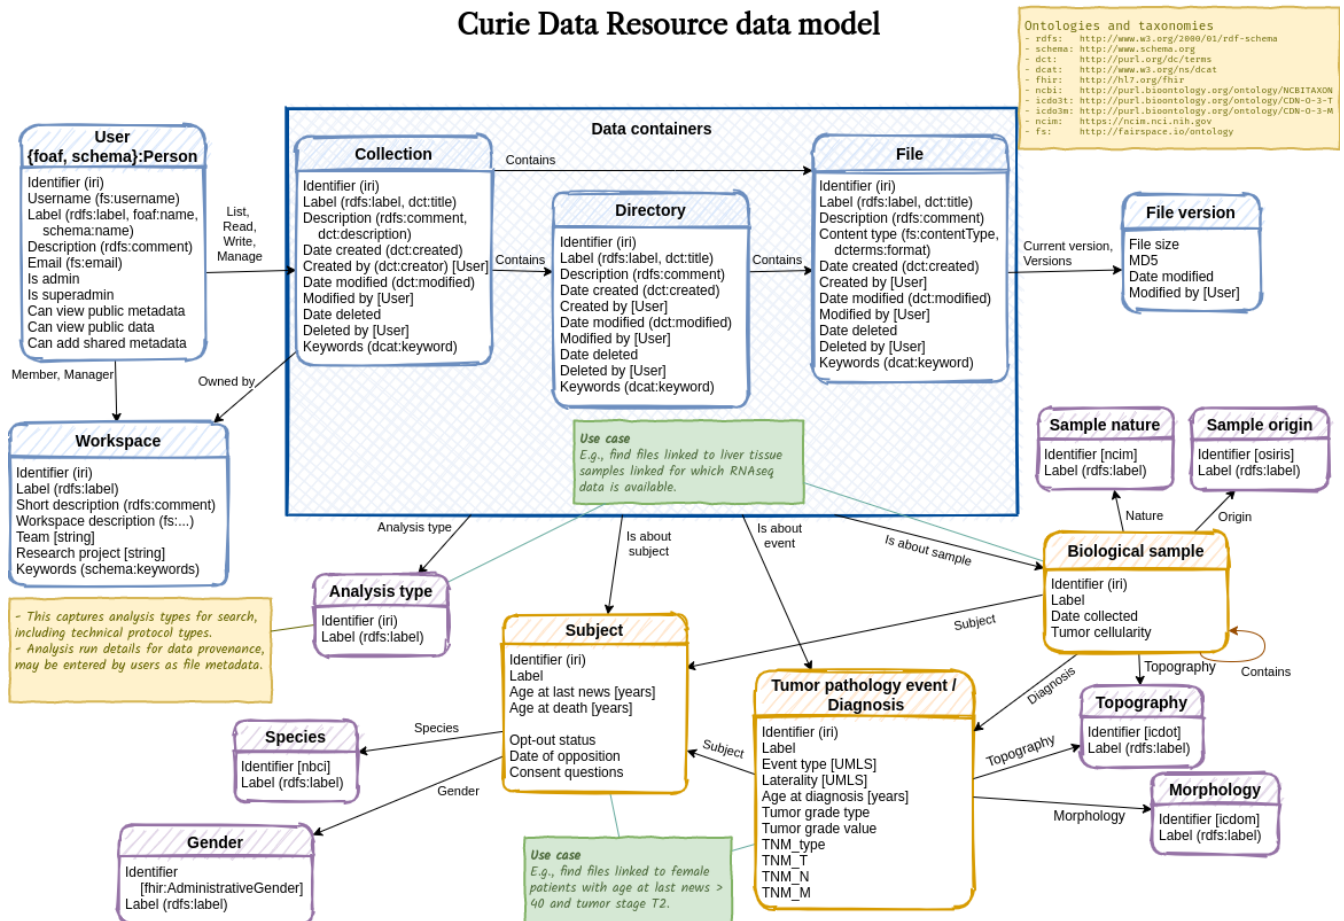 Curie Data Resource data model
Ontologies and taxonomies
- rdfs: http://www.w3.org/2000/01/rdf-schema
- schema: http://www.schema.org
- dct: http://purl.org/dc/terms
- dcat: http://www.w3.org/ns/dcat
- fhir: http://hl7.org/fhir
- ncbi: http://purl.bioontology.org/ontology/NCBITAXON
- icdo3t: http://purl.bioontology.org/ontology/CDN-O-3-T
- icdo3m: http://purl.bioontology.org/ontology/CDN-O-3-M
- ncim: https://ncim.nci.nih.gov
- fs: http://fairspace.io/ontology
User
{foaf, schema}:Person
Identifier (iri)
Username (fs:username)
Label (rdfs:label, foaf:name,
schema:name)
Description (rdfs:comment)
Email (fs:email)
Is admin
Is superadmin
Can view public metadata
Can view public data
Can add shared metadata
List,
Read,
Write,
Manage
Data containers
Collection
Identifier (iri)
Label (rdfs:label, dct:title)
Description (rdfs:comment,
dct:description)
Date created (dct:created)
Created by (dct:creator) [User]
Date modified (dct:modified)
Modified by [User]
Date deleted
Deleted by [User]
Keywords (dcat:keyword)
Contains
Contains
Directory
Identifier (iri)
Label (rdfs:label, dct:title)
Description (rdfs:comment)
Date created (dct:created)
Created by [User]
Date modified (dct:modified)
Modified by [User]
Date deleted
Deleted by [User]
Keywords (dcat:keyword)
Contains
File
Identifier (iri)
Label (rdfs:label, dct:title)
Description (rdfs:comment)
Content type (fs:contentType,
dcterms:format)
Date created (dct:created)
Created by [User]
Date modified (dct:modified)
Modified by [User]
Date deleted
Deleted by [User]
Keywords (dcat:keyword)
Current version,
Versions
File version
File size
MD5
Date modified
Modified by [User]
Member, Manager
Owned by
Workspace
Identifier (iri)
Label (rdfs:label)
Short description (rdfs:comment)
Workspace description (fs:...)
Team [string]
Research project [string]
Keywords (schema:keywords)
Use case
E.g., find files linked to liver tissue
samples linked for which RNAseq
data is available.
Sample nature
Identifier [ncim]
Label (rdfs:label)
Sample origin
Identifier [osiris]
Label (rdfs:label)
Nature
Origin
Analysis type
Is about
subject
Is about
event
Is about sample
Biological sample
Identifier (iri)
Label
Date collected
Tumor cellularity
Contains
Analysis type
Identifier (iri)
Label (rdfs:label)
- This captures analysis types for search,
including technical protocol types.
- Analysis run details for data provenance,
may be entered by users as file metadata.
Subject
Identifier (iri)
Label
Age at last news [years]
Age at death [years]
Opt-out status
Date of opposition
Consent questions
Subject
Diagnosis
Topography
Tumor pathology event /
Diagnosis
Identifier (iri)
Label
Event type [UMLS]
Laterality [UMLS]
Age at diagnosis [years]
Tumor grade type
Tumor grade value
TNM_type
TNM_T
TNM_N
TNM_M
Subject
Topography
Morphology
Topography
Identifier [icdot]
Label (rdfs:label)
Morphology
Identifier [icdom]
Label (rdfs:label)
Species
Species
Identifier [nbci]
Label (rdfs:label)
Gender
Gender
Identifier
[fhir:AdministrativeGender]
Label (rdfs:label)
Use case
E.g., find files linked to female
patients with age at last news >
40 and tumor stage T2.